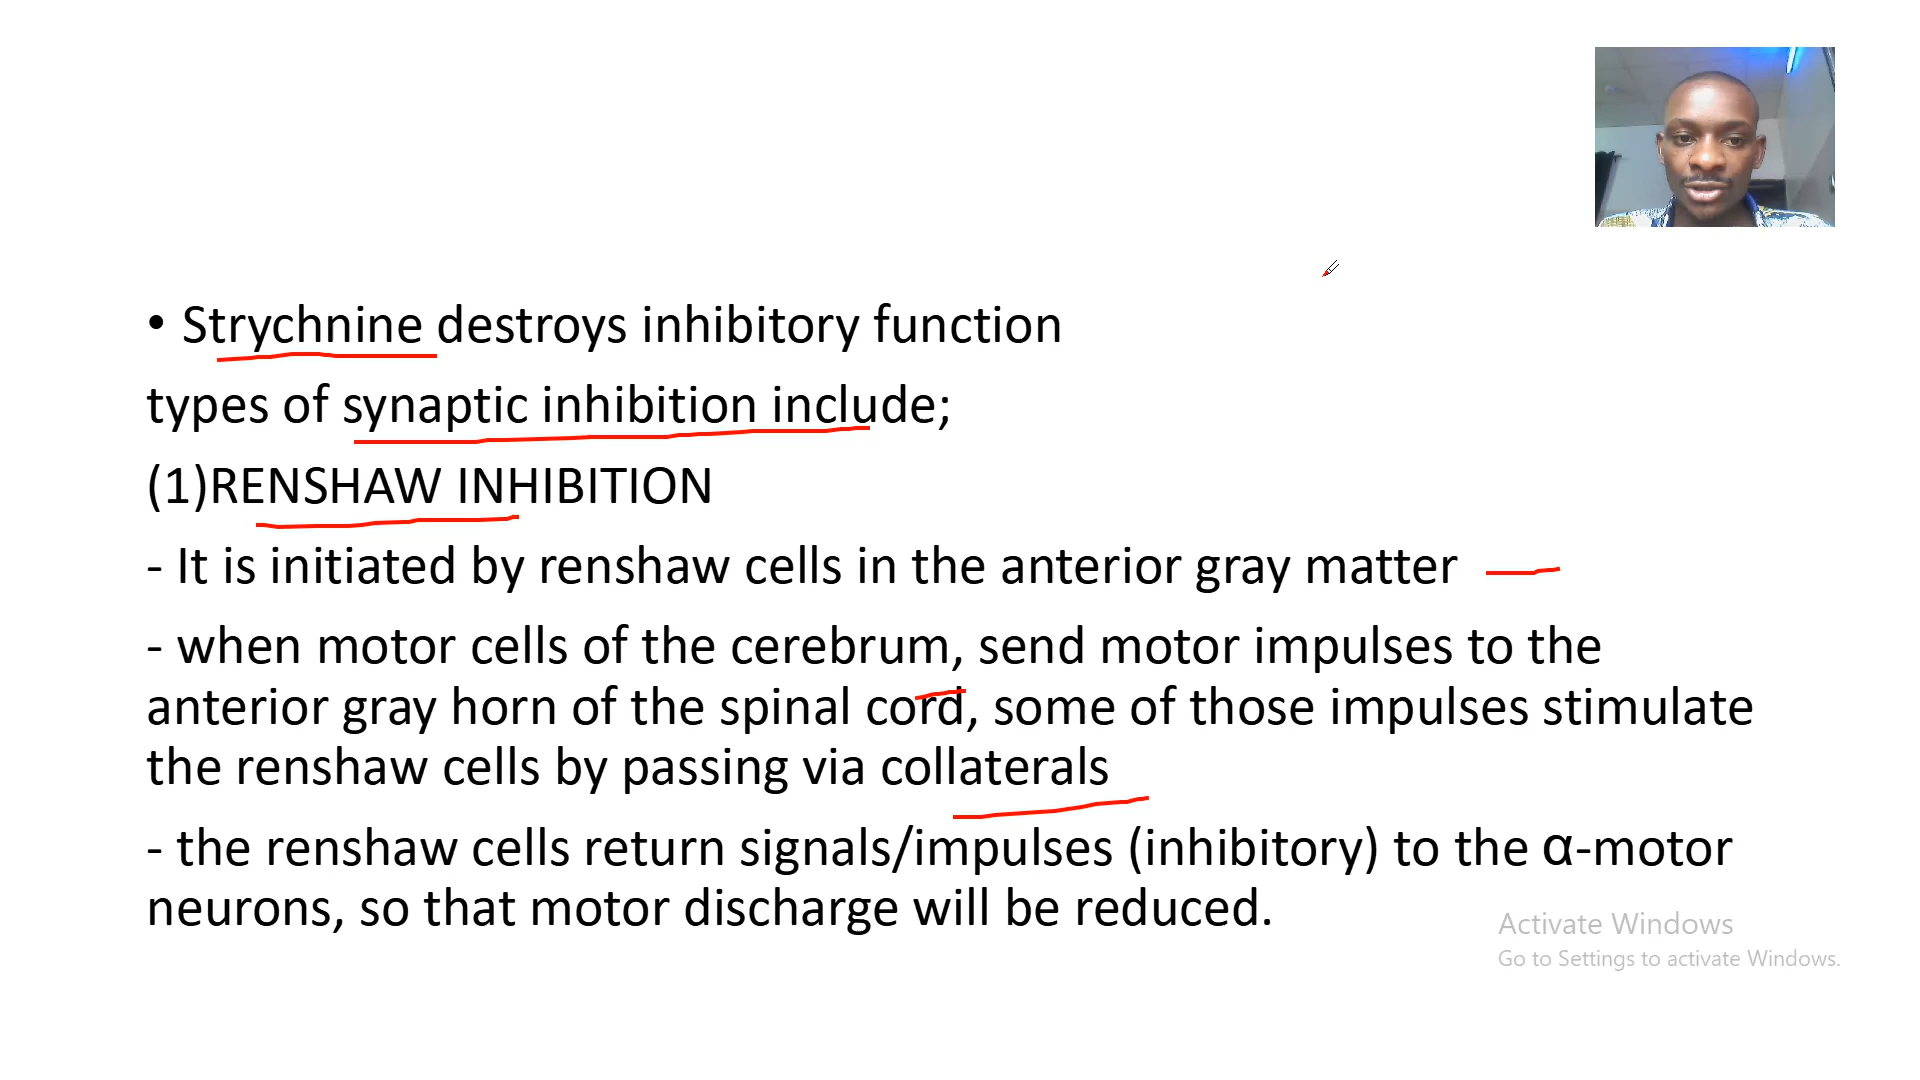 • Strychnine destroys inhibitory function
types of synaptic inhibition include;
(1)RENSHAW INHIBITION
- It is initiated by renshaw cells in the anterior gray matter
- when motor cells of the cerebrum, send motor impulses to the
anterior gray horn of the spinal cord, some of those impulses stimulate
the renshaw cells by passing via collaterals
- the renshaw cells return signals/impulses (inhibitory) to the α-motor
neurons, so that motor discharge will be reduced.
Activate Windows
Go to Settings to activate Windows.